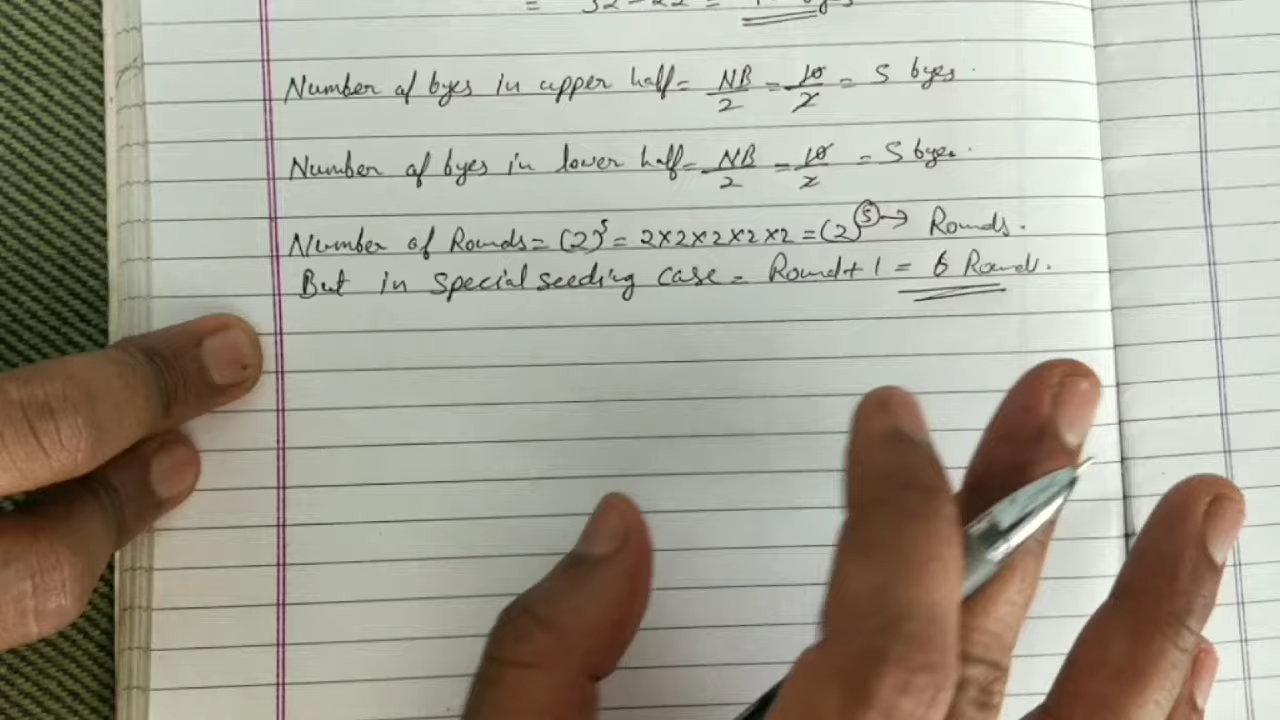 = 32-22 =
Number of byes in upper half = NB/2 = 10/2 = 5 byes.
Number of byes in lower half = NB/2 = 10/2 = 5 byes.
Number of Rounds = (2)⁵ = 2×2×2×2×2 = (2)⁵ → Rounds.
But in special seeding case = Round + 1 = 6 Round.